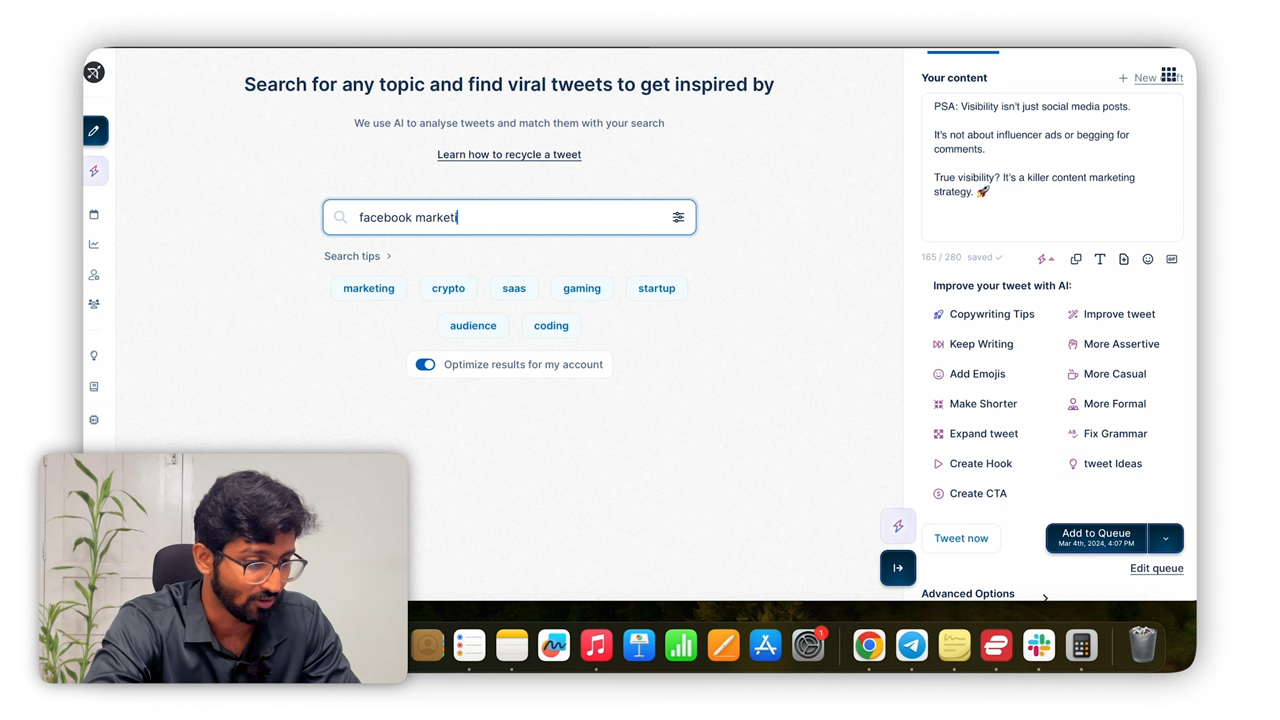 Search for any topic and find viral tweets to get inspired by
We use AI to analyse tweets and match them with your search
Learn how to recycle a tweet
facebook marketi
Search tips
marketing
crypto
saas
gaming
startup
audience
coding
Optimize results for my account
Your content
PSA: Visibility isn't just social media posts.
It's not about influencer ads or begging for
comments.
True visibility? It's a killer content marketing
strategy. 🚀
165 / 280 saved
Improve your tweet with AI:
Copywriting Tips
Improve tweet
Keep Writing
More Assertive
Add Emojis
More Casual
Make Shorter
More Formal
Expand tweet
Fix Grammar
Create Hook
tweet Ideas
Create CTA
Tweet now
Add to Queue
Mar 4th, 2024, 4:07 PM
Edit queue
Advanced Options
1